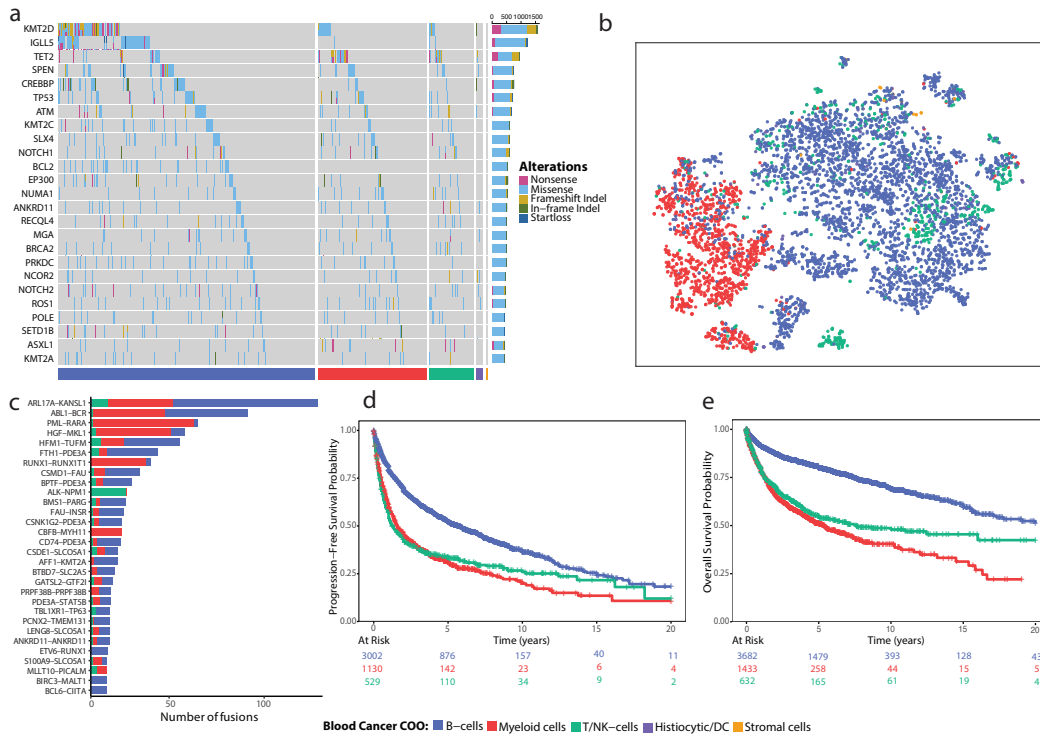 a
0 500 1000 1500
KMT2D
IGLL5
TET2
SPEN
CREBBP
TP53
ATM
KMT2C
SLX4
NOTCH1
BCL2
EP300
NUMA1
ANKRD11
RECQL4
MGA
BRCA2
PRKDC
NCOR2
NOTCH2
ROS1
POLE
SETD1B
ASXL1
KMT2A
Alterations
Nonsense
Missense
Frameshift Indel
In-frame Indel
Startloss
b
c
ARL17A-KANSL1
ABL1-BCR
PML-RARA
HGF-MKL1
HFM1-TUFM
FTH1-PDE3A
RUNX1-RUNX1T1
CSMD1-FAU
BPTF-PDE3A
ALK-NPM1
BMS1-PARG
FAU-INSR
CSNK1G2-PDE3A
CBFB-MYH11
CD74-PDE3A
CSDE1-SLCO5A1
AFF1-KMT2A
BTBD7-SLC2A5
GATSL2-GTF2I
PRPF38B-PRPF38B
PDE3A-STAT5B
TBL1XR1-TP63
PCNX2-TMEM131
LENG8-SLCO5A1
ANKRD11-ANKRD11
ETV6-RUNX1
S100A9-SLCO5A1
MLLT10-PICALM
BIRC3-MALT1
BCL6-CIITA
0 50 100
Number of fusions
d
Progression-Free Survival Probability
1.00
0.75
0.50
0.25
0 5 10 15 20
At Risk Time (years)
3002 876 157 40 11
1130 142 23 6 4
529 110 34 9 2
e
Overall Survival Probability
1.00
0.75
0.50
0.25
0.00
0 5 10 15 20
At Risk Time (years)
3682 1479 393 128 43
1433 258 44 15 5
632 165 61 19 4
Blood Cancer COO: B-cells Myeloid cells T/NK-cells Histiocytic/DC Stromal cells